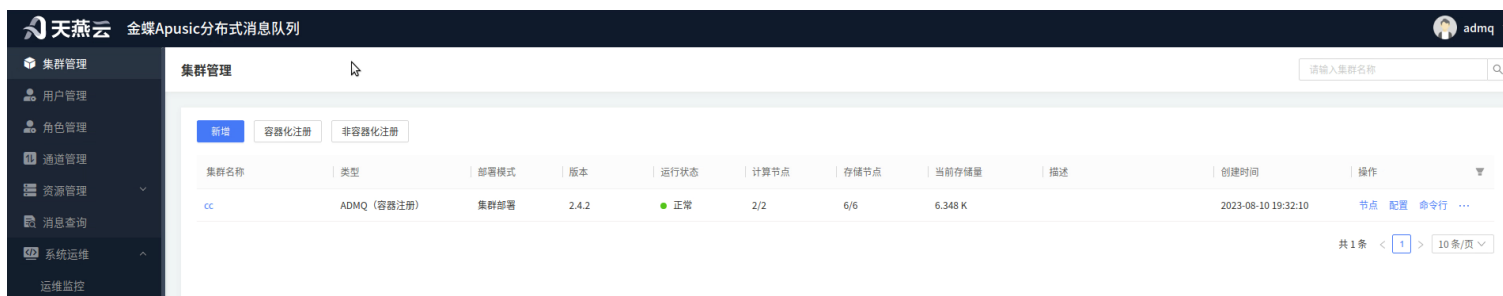 天燕云 金蝶Apusic分布式消息队列 admq
集群管理
用户管理
角色管理
通道管理
资源管理
消息查询
系统运维
运维监控
集群管理 请输入集群名称
新增 容器化注册 非容器化注册
集群名称 类型 部署模式 版本 运行状态 计算节点 存储节点 当前存储量 描述 创建时间 操作
cc ADMQ（容器注册） 集群部署 2.4.2 正常 2/2 6/6 6.348 K 2023-08-10 19:32:10 节点 配置 命令行 ···
共 1 条 < 1 > 10 条/页